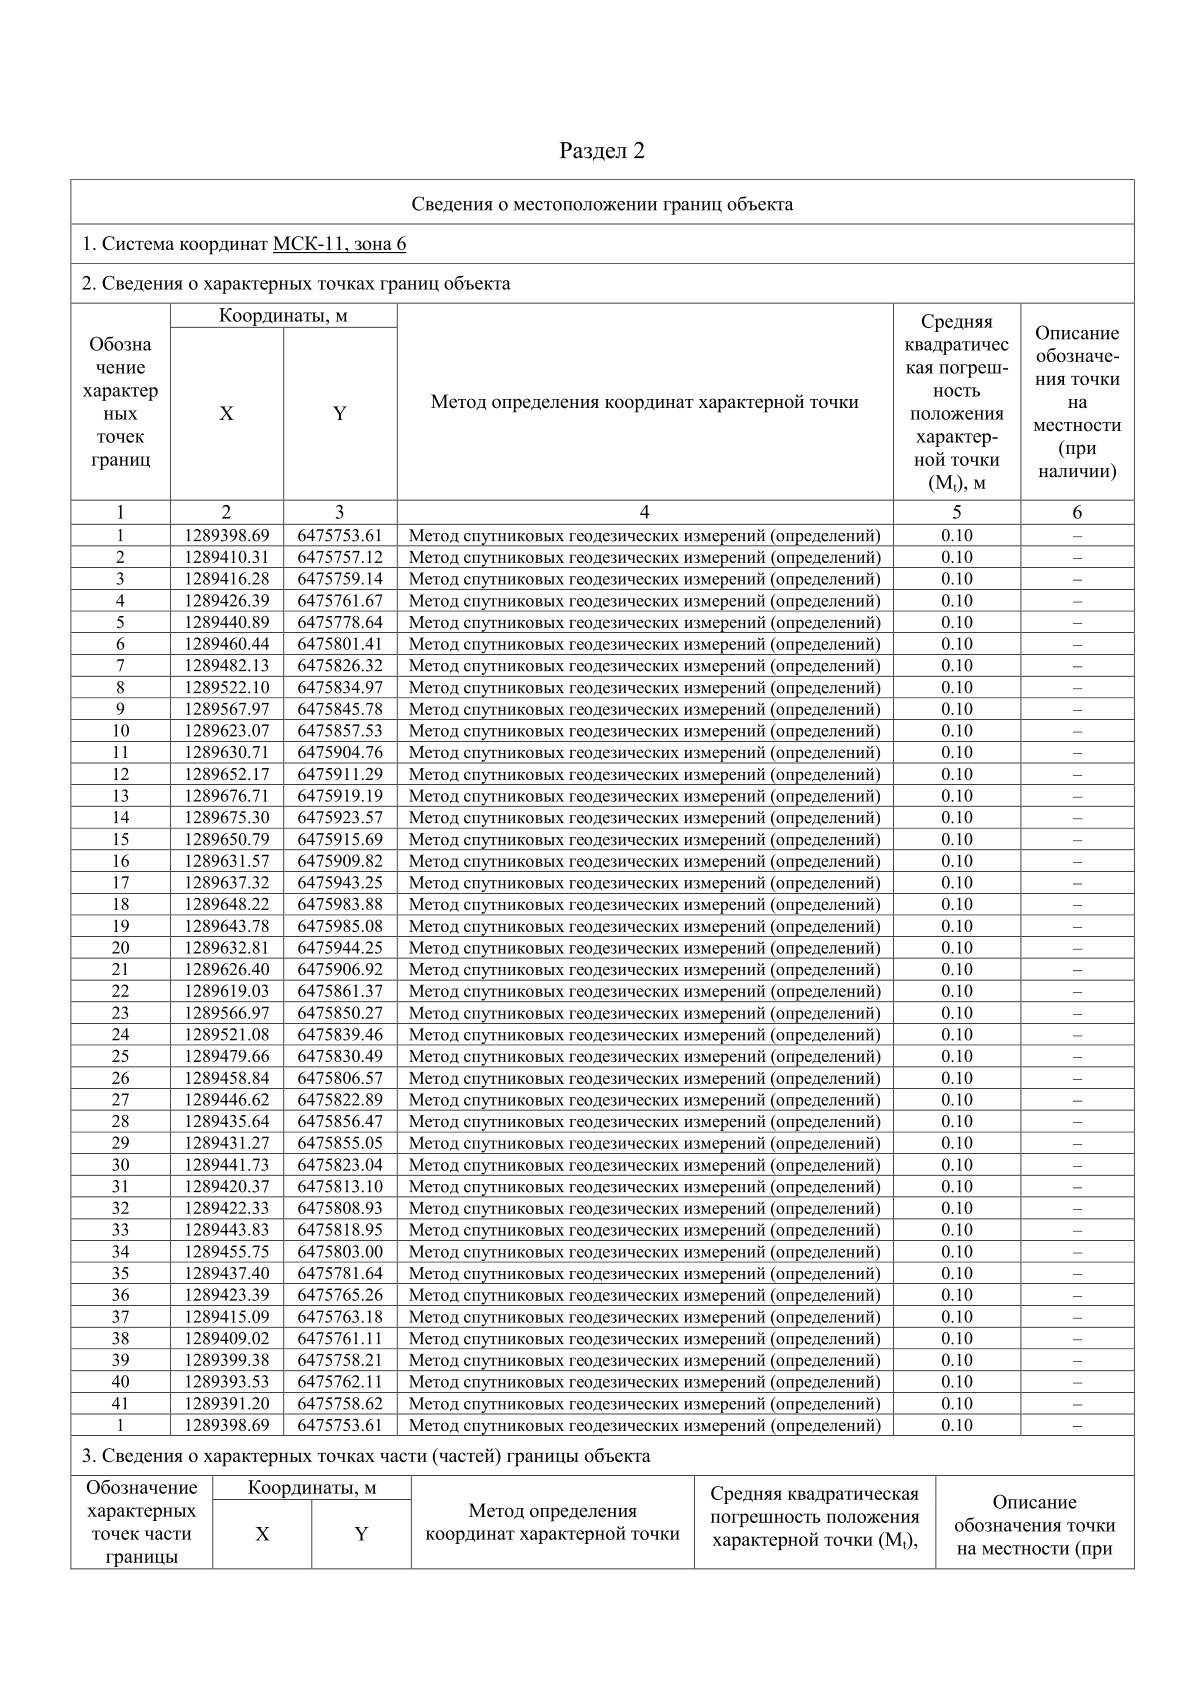 Раздел 2
Сведения о местоположении границ объекта
1. Система координат МСК-11, зона 6
2. Сведения о характерных точках границ объекта
Обозна
чение
характер
ных
точек
границ
Координаты, м
X
Y
Метод определения координат характерной точки
Средняя
квадратичес
кая погреш-
ность
положения
характер-
ной точки
(Mt), м
Описание
обозначе-
ния точки
на
местности
(при
наличии)
1 2 3 4 5 6
1 1289398.69 6475753.61 Метод спутниковых геодезических измерений (определений) 0.10 –
2 1289410.31 6475757.12 Метод спутниковых геодезических измерений (определений) 0.10 –
3 1289416.28 6475759.14 Метод спутниковых геодезических измерений (определений) 0.10 –
4 1289426.39 6475761.67 Метод спутниковых геодезических измерений (определений) 0.10 –
5 1289440.89 6475778.64 Метод спутниковых геодезических измерений (определений) 0.10 –
6 1289460.44 6475801.41 Метод спутниковых геодезических измерений (определений) 0.10 –
7 1289482.13 6475826.32 Метод спутниковых геодезических измерений (определений) 0.10 –
8 1289522.10 6475834.97 Метод спутниковых геодезических измерений (определений) 0.10 –
9 1289567.97 6475845.78 Метод спутниковых геодезических измерений (определений) 0.10 –
10 1289623.07 6475857.53 Метод спутниковых геодезических измерений (определений) 0.10 –
11 1289630.71 6475904.76 Метод спутниковых геодезических измерений (определений) 0.10 –
12 1289652.17 6475911.29 Метод спутниковых геодезических измерений (определений) 0.10 –
13 1289676.71 6475919.19 Метод спутниковых геодезических измерений (определений) 0.10 –
14 1289675.30 6475923.57 Метод спутниковых геодезических измерений (определений) 0.10 –
15 1289650.79 6475915.69 Метод спутниковых геодезических измерений (определений) 0.10 –
16 1289631.57 6475909.82 Метод спутниковых геодезических измерений (определений) 0.10 –
17 1289637.32 6475943.25 Метод спутниковых геодезических измерений (определений) 0.10 –
18 1289648.22 6475983.88 Метод спутниковых геодезических измерений (определений) 0.10 –
19 1289643.78 6475985.08 Метод спутниковых геодезических измерений (определений) 0.10 –
20 1289632.81 6475944.25 Метод спутниковых геодезических измерений (определений) 0.10 –
21 1289626.40 6475906.92 Метод спутниковых геодезических измерений (определений) 0.10 –
22 1289619.03 6475861.37 Метод спутниковых геодезических измерений (определений) 0.10 –
23 1289566.97 6475850.27 Метод спутниковых геодезических измерений (определений) 0.10 –
24 1289521.08 6475839.46 Метод спутниковых геодезических измерений (определений) 0.10 –
25 1289479.66 6475830.49 Метод спутниковых геодезических измерений (определений) 0.10 –
26 1289458.84 6475806.57 Метод спутниковых геодезических измерений (определений) 0.10 –
27 1289446.62 6475822.89 Метод спутниковых геодезических измерений (определений) 0.10 –
28 1289435.64 6475856.47 Метод спутниковых геодезических измерений (определений) 0.10 –
29 1289431.27 6475855.05 Метод спутниковых геодезических измерений (определений) 0.10 –
30 1289441.73 6475823.04 Метод спутниковых геодезических измерений (определений) 0.10 –
31 1289420.37 6475813.10 Метод спутниковых геодезических измерений (определений) 0.10 –
32 1289422.33 6475808.93 Метод спутниковых геодезических измерений (определений) 0.10 –
33 1289443.83 6475818.95 Метод спутниковых геодезических измерений (определений) 0.10 –
34 1289455.75 6475803.00 Метод спутниковых геодезических измерений (определений) 0.10 –
35 1289437.40 6475781.64 Метод спутниковых геодезических измерений (определений) 0.10 –
36 1289423.39 6475765.26 Метод спутниковых геодезических измерений (определений) 0.10 –
37 1289415.09 6475763.18 Метод спутниковых геодезических измерений (определений) 0.10 –
38 1289409.02 6475761.11 Метод спутниковых геодезических измерений (определений) 0.10 –
39 1289399.38 6475758.21 Метод спутниковых геодезических измерений (определений) 0.10 –
40 1289393.53 6475762.11 Метод спутниковых геодезических измерений (определений) 0.10 –
41 1289391.20 6475758.62 Метод спутниковых геодезических измерений (определений) 0.10 –
1 1289398.69 6475753.61 Метод спутниковых геодезических измерений (определений) 0.10 –
3. Сведения о характерных точках части (частей) границы объекта
Обозначение
характерных
точек части
границы
Координаты, м
X
Y
Метод определения
координат характерной точки
Средняя квадратическая
погрешность положения
характерной точки (Mt),
Описание
обозначения точки
на местности (при